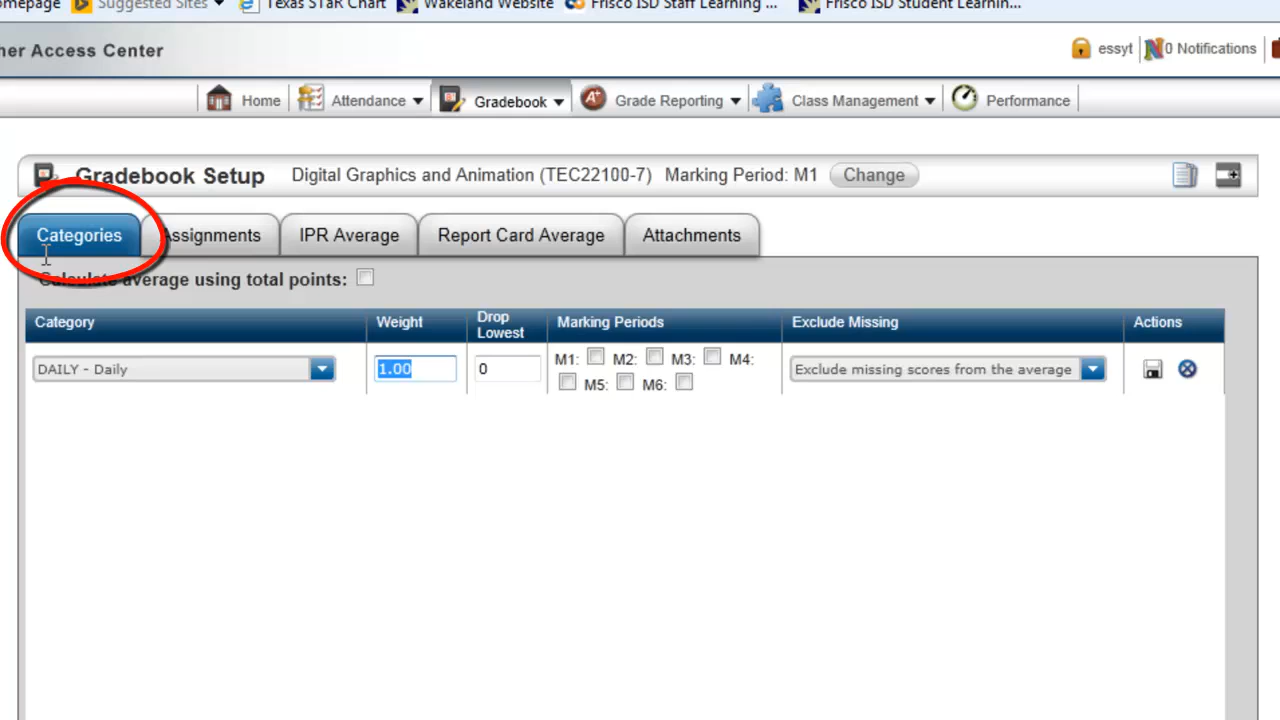 mepage Suggested Sites Texas STaR Chart Wakeland Website Frisco ISD Staff Learning ... Frisco ISD Student Learnin...
her Access Center
essyt 0 Notifications
Home Attendance Gradebook Grade Reporting Class Management Performance
Gradebook Setup Digital Graphics and Animation (TEC22100-7) Marking Period: M1 Change
Categories Assignments IPR Average Report Card Average Attachments
Calculate average using total points:
Category Weight Drop Lowest Marking Periods Exclude Missing Actions
DAILY - Daily 1.00 0 M1: M2: M3: M4: Exclude missing scores from the average
M5: M6: